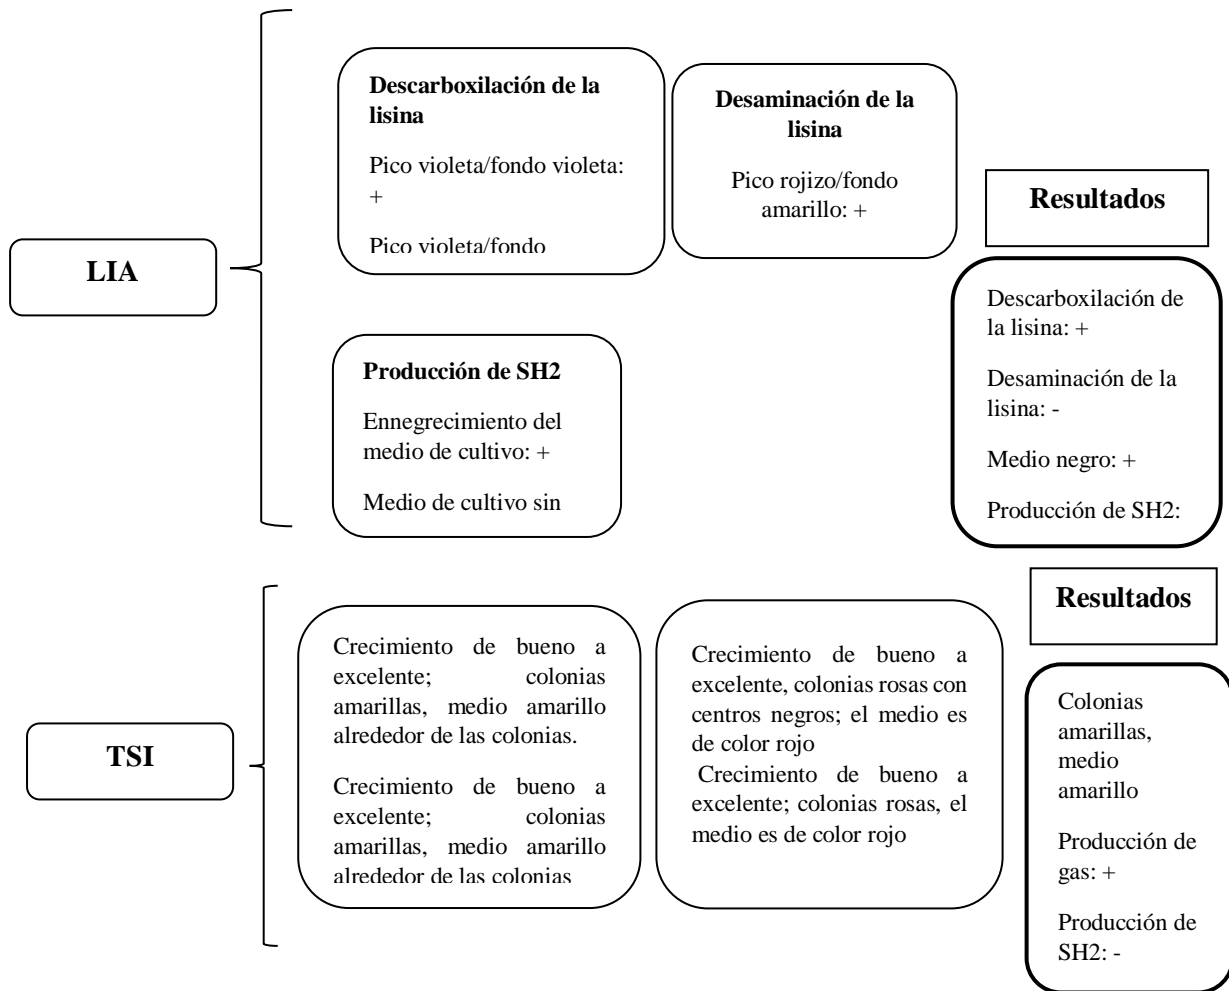 LIA
Descarboxilación de la
lisina
Pico violeta/fondo violeta:
+
Pico violeta/fondo
Desaminación de la
lisina
Pico rojizo/fondo
amarillo: +
Producción de SH2
Ennegrecimiento del
medio de cultivo: +
Medio de cultivo sin
Resultados
Descarboxilación de
la lisina: +
Desaminación de la
lisina: -
Medio negro: +
Producción de SH2:
TSI
Crecimiento de bueno a
excelente; colonias
amarillas, medio amarillo
alrededor de las colonias.
Crecimiento de bueno a
excelente; colonias
amarillas, medio amarillo
alrededor de las colonias
Crecimiento de bueno a
excelente, colonias rosas con
centros negros; el medio es
de color rojo
Crecimiento de bueno a
excelente; colonias rosas, el
medio es de color rojo
Resultados
Colonias
amarillas,
medio
amarillo
Producción de
gas: +
Producción de
SH2: -